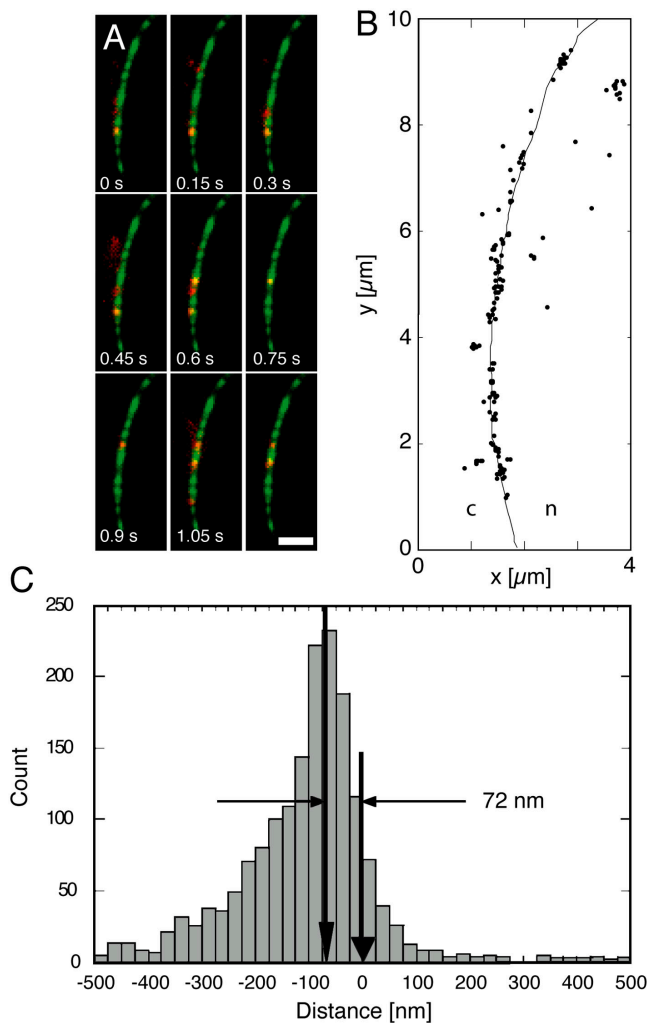 A
0 s
0.15 s
0.3 s
0.45 s
0.6 s
0.75 s
0.9 s
1.05 s
B
10
8
6
4
2
0
y [µm]
c
n
0
4
x [µm]
C
250
200
150
100
50
0
Count
72 nm
-500
-400
-300
-200
-100
0
100
200
300
400
500
Distance [nm]